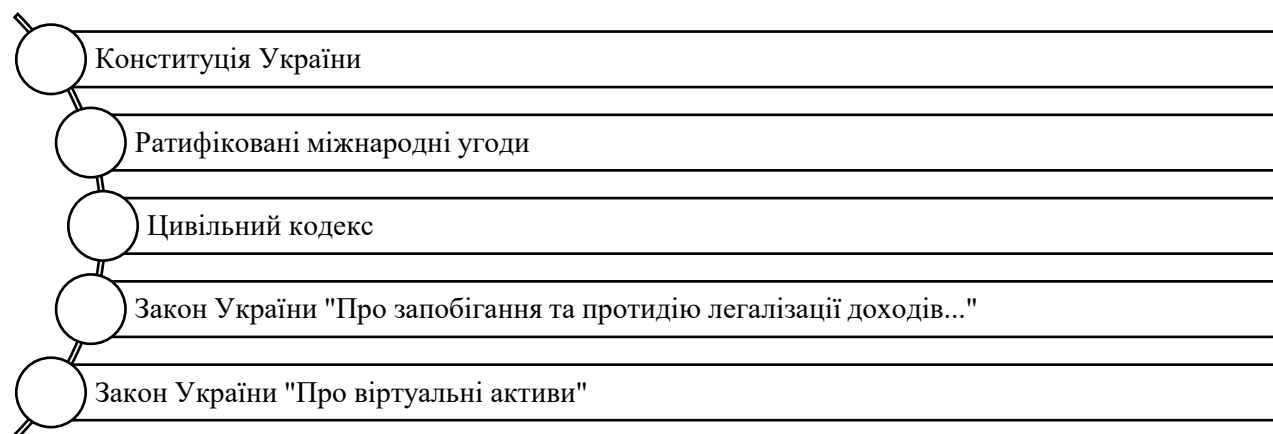 Конституція України
Ратифіковані міжнародні угоди
Цивільний кодекс
Закон України "Про запобігання та протидію легалізації доходів..."
Закон України "Про віртуальні активи"